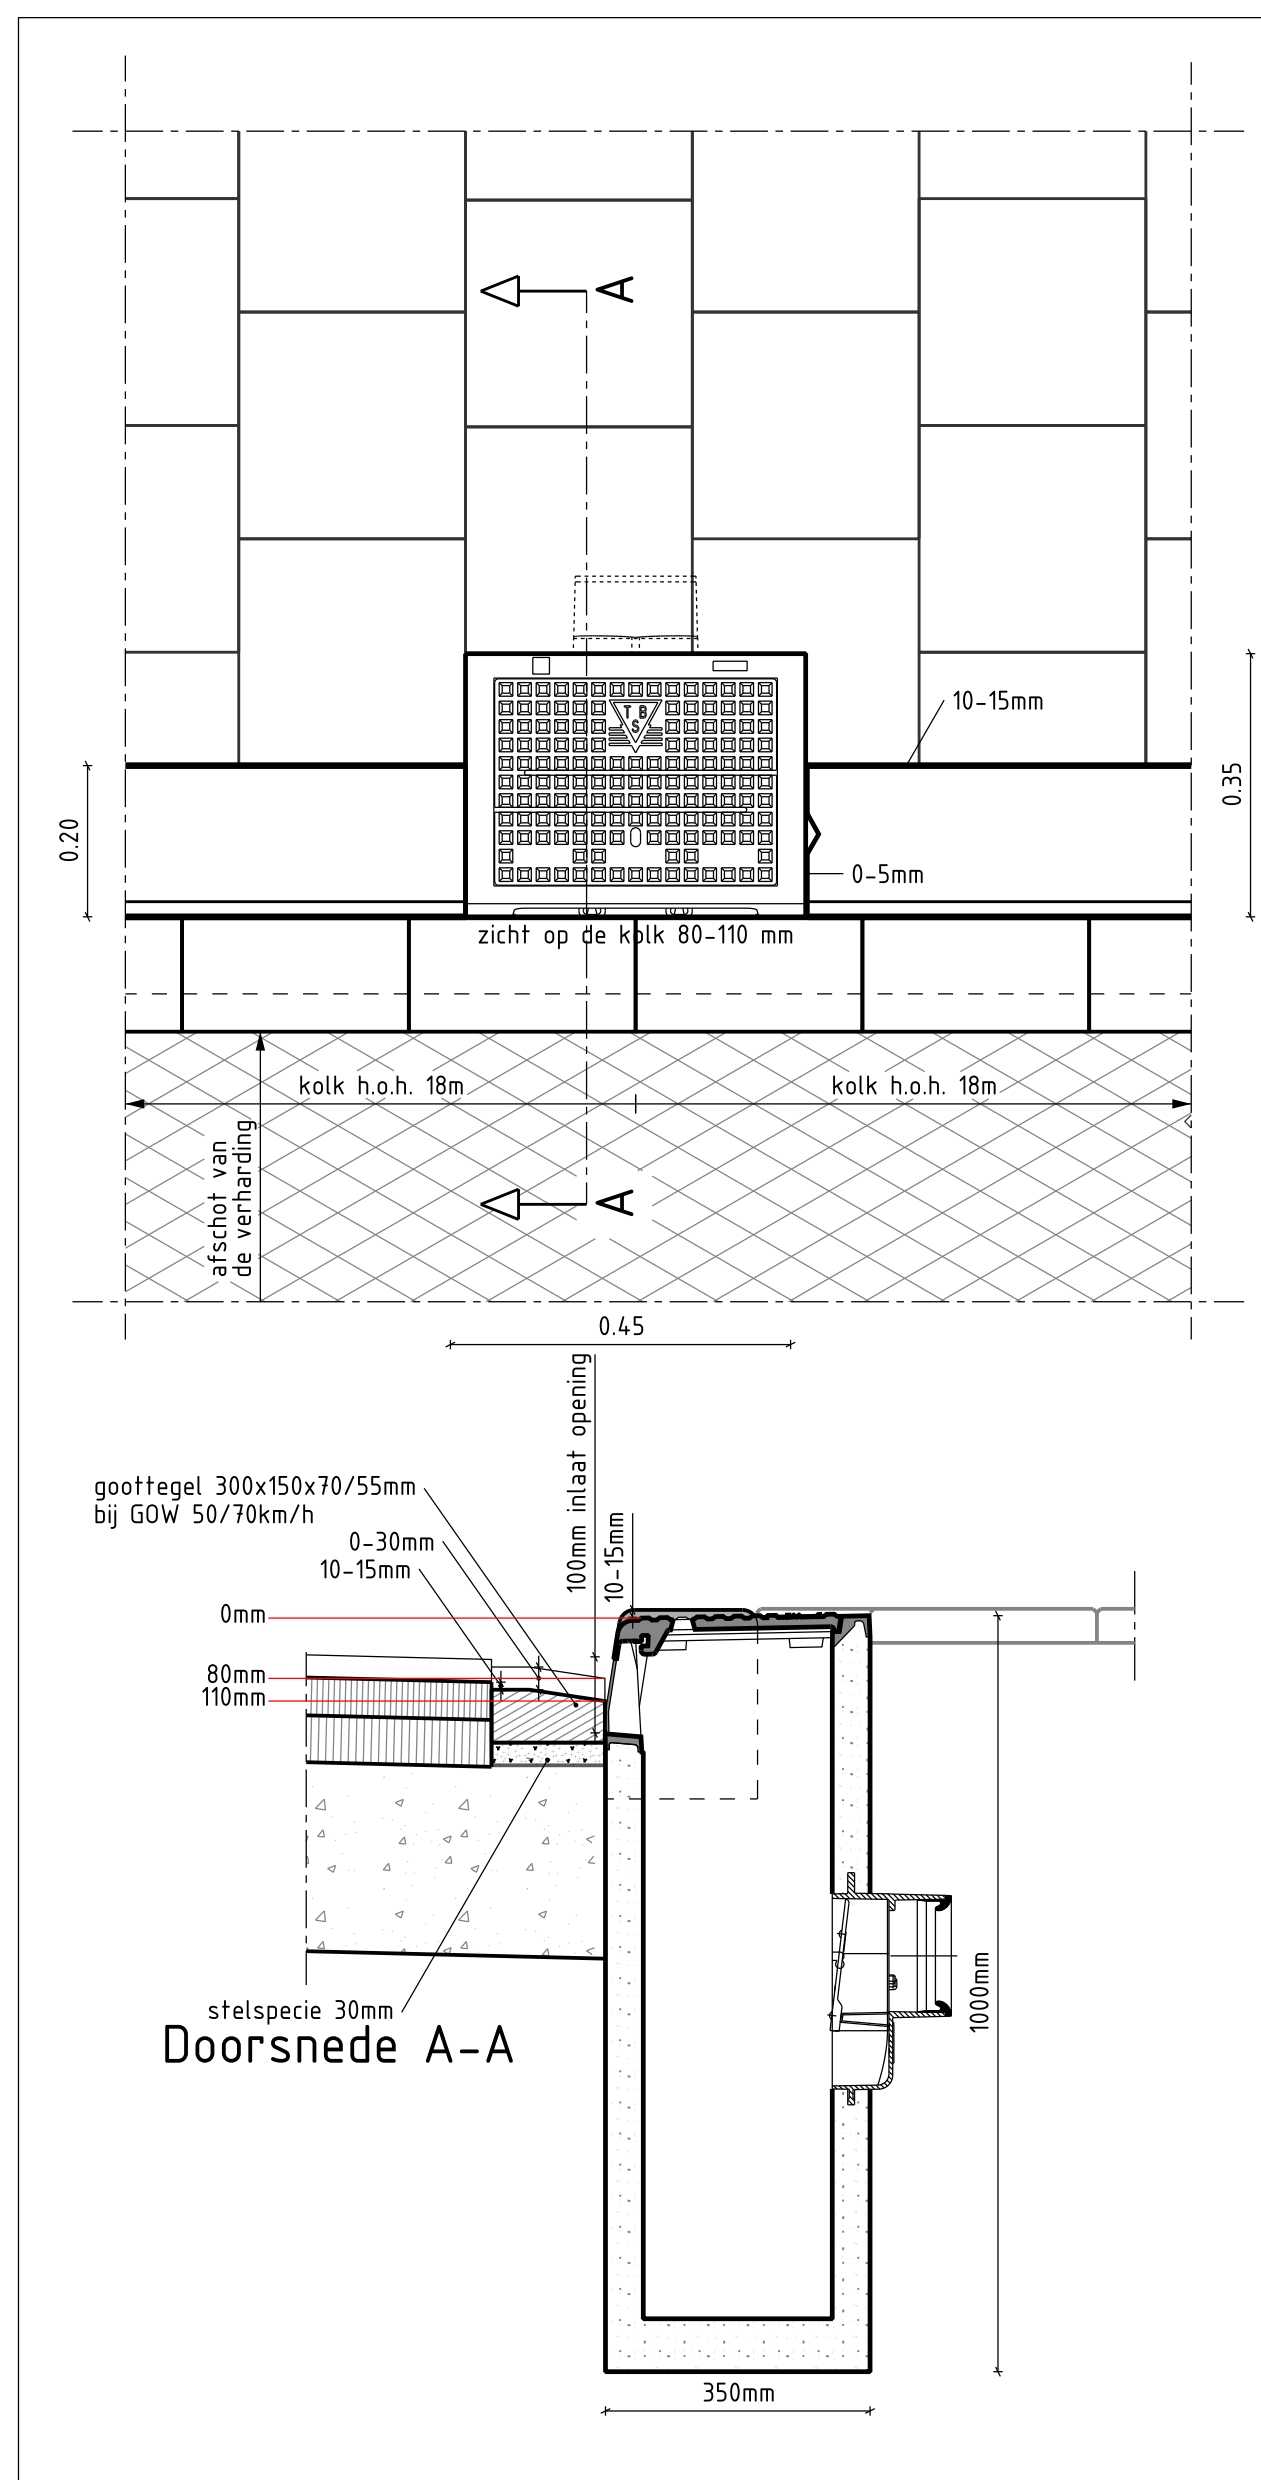 A
T B
S
10-15mm
0.35
0.20
0-5mm
zicht op de kolk 80-110 mm
kolk h.o.h. 18m
kolk h.o.h. 18m
afschot van
de verharding
A
0.45
100mm inlaat opening
goottegel 300x150x70/55mm
bij GOW 50/70km/h
0-30mm
10-15mm
10-15mm
0mm
80mm
110mm
1000mm
stelspecie 30mm
Doorsnede A-A
350mm